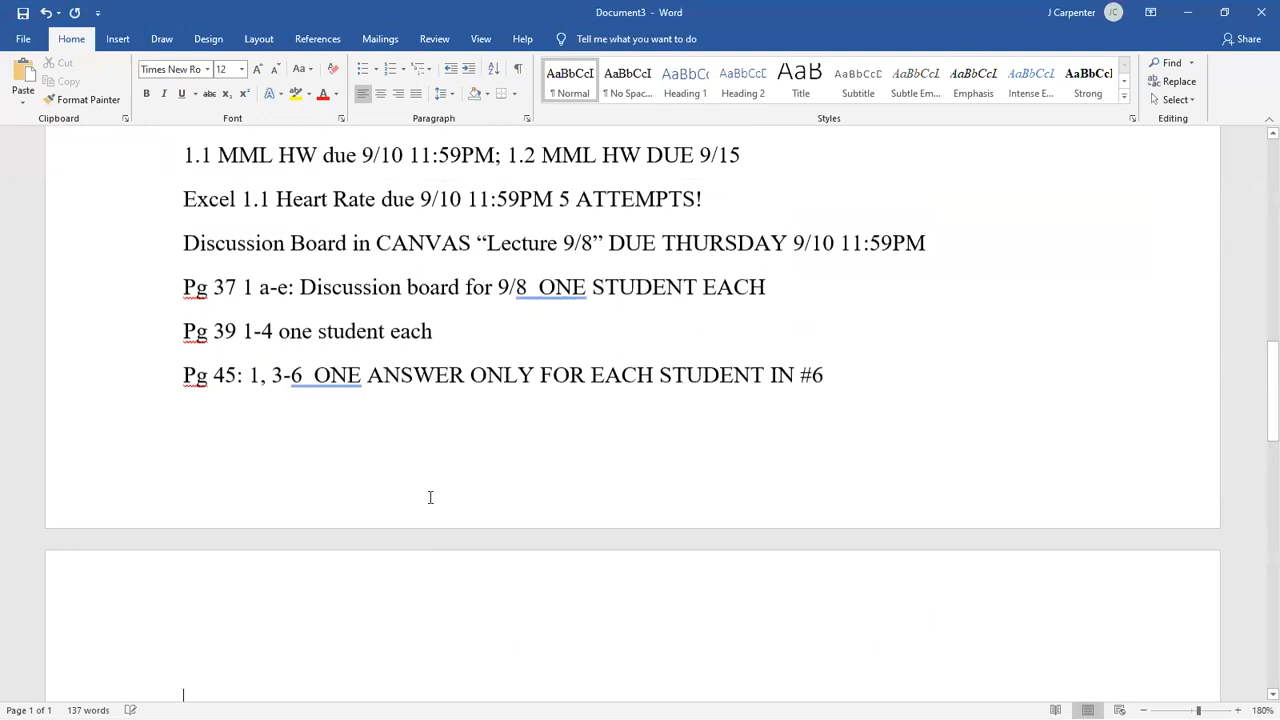 Document3 - Word
J Carpenter JC
File Home Insert Draw Design Layout References Mailings Review View Help Tell me what you want to do Share
Paste
Cut
Copy
Format Painter
Clipboard
Times New Ro 12 A A Aa
B I U abc x₂ x² A A
Font
Paragraph
AaBbCcI AaBbCcI AaBbCc AaBbCcI AaB AaBbCcI AaBbCcI AaBbCcI AaBbCcI AaBbCc
¶ Normal ¶ No Spac... Heading 1 Heading 2 Title Subtitle Subtle Em... Emphasis Intense E... Strong
Styles
Find
Replace
Select
Editing
1.1 MML HW due 9/10 11:59PM; 1.2 MML HW DUE 9/15
Excel 1.1 Heart Rate due 9/10 11:59PM 5 ATTEMPTS!
Discussion Board in CANVAS “Lecture 9/8” DUE THURSDAY 9/10 11:59PM
Pg 37 1 a-e: Discussion board for 9/8  ONE STUDENT EACH
Pg 39 1-4 one student each
Pg 45: 1, 3-6  ONE ANSWER ONLY FOR EACH STUDENT IN #6
Page 1 of 1 137 words 180%